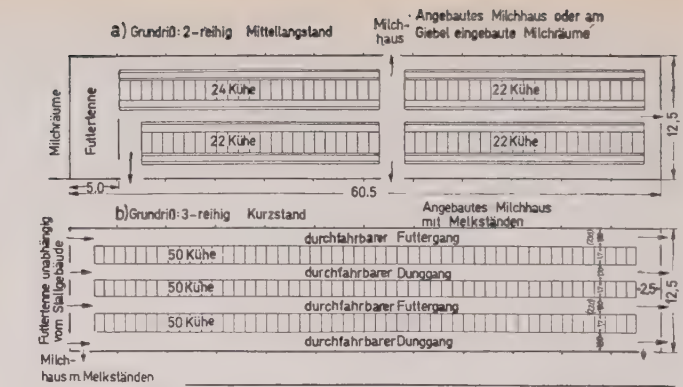 a) Grundriß: 2-reihig Mittellangstand
Milch-
haus
Angebautes Milchhaus oder am
Giebel eingebaute Milchräume
Milchräume
Futtertenne
24 Kühe
22 Kühe
22 Kühe
22 Kühe
12,5
5.0
60.5
b) Grundriß: 3-reihig Kurzstand
Angebautes Milchhaus
mit Melkständen
Futtertenne unabhängig
vom Stallgebäude
durchfahrbarer Futtergang
50 Kühe
durchfahrbarer Dunggang
50 Kühe
2.5
12,5
durchfahrbarer Futtergang
50 Kühe
durchfahrbarer Dunggang
Milch-
haus m. Melkständen